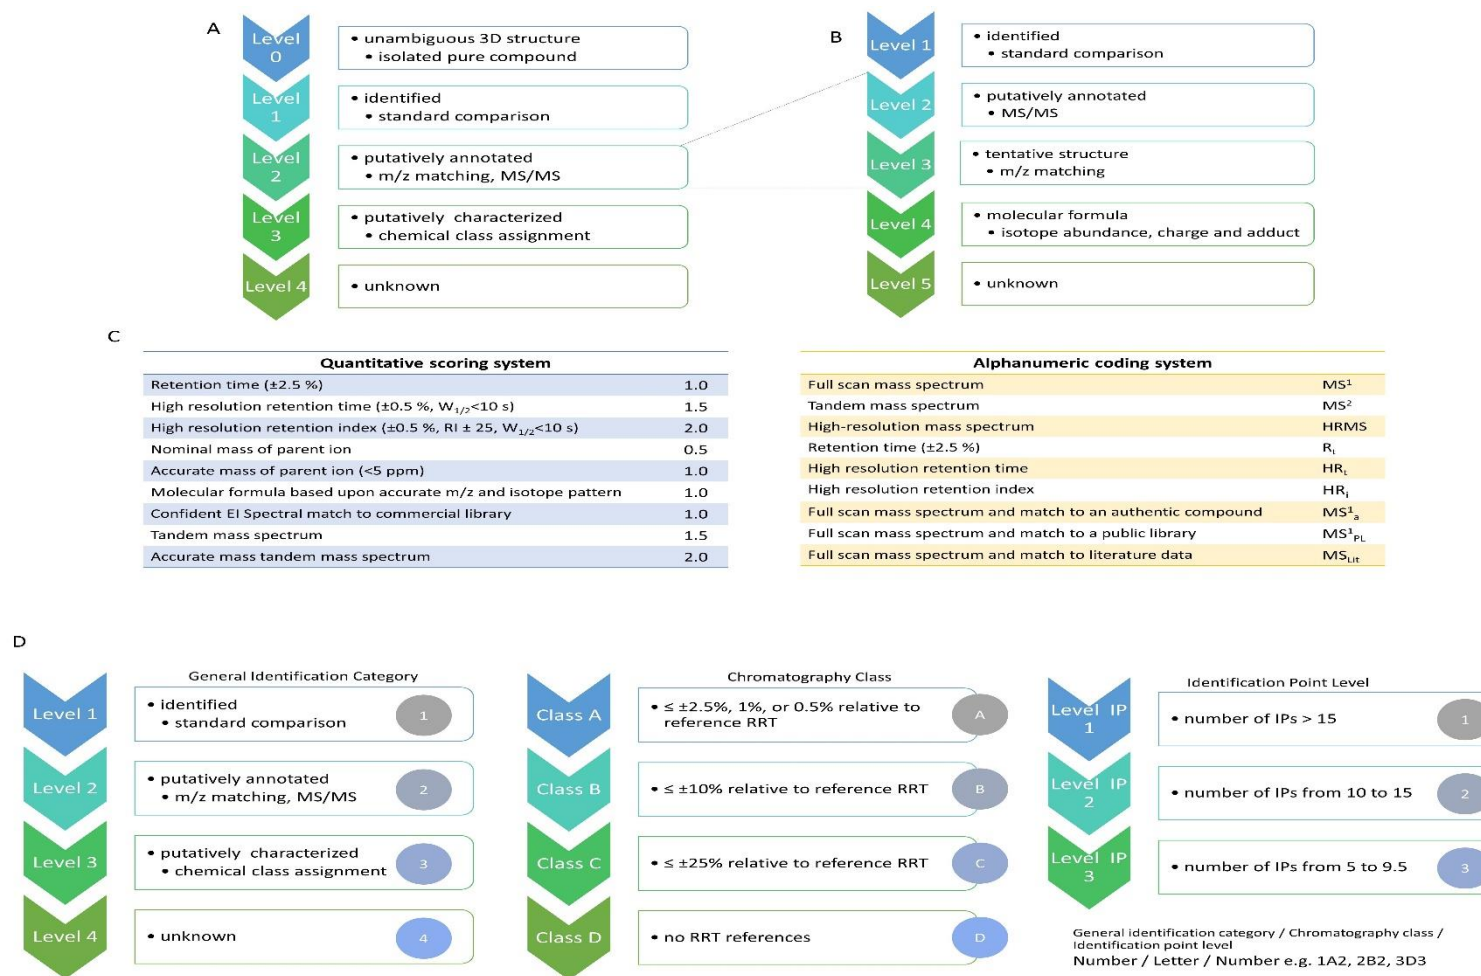 A
Level 0
• unambiguous 3D structure
• isolated pure compound
Level 1
• identified
• standard comparison
Level 2
• putatively annotated
• m/z matching, MS/MS
Level 3
• putatively characterized
• chemical class assignment
Level 4
• unknown
B
Level 1
• identified
• standard comparison
Level 2
• putatively annotated
• MS/MS
Level 3
• tentative structure
• m/z matching
Level 4
• molecular formula
• isotope abundance, charge and adduct
Level 5
• unknown
C
Quantitative scoring system
Retention time (±2.5 %) 1.0
High resolution retention time (±0.5 %, W1/2<10 s) 1.5
High resolution retention index (±0.5 %, RI ± 25, W1/2<10 s) 2.0
Nominal mass of parent ion 0.5
Accurate mass of parent ion (<5 ppm) 1.0
Molecular formula based upon accurate m/z and isotope pattern 1.0
Confident EI Spectral match to commercial library 1.0
Tandem mass spectrum 1.5
Accurate mass tandem mass spectrum 2.0
Alphanumeric coding system
Full scan mass spectrum MS¹
Tandem mass spectrum MS²
High-resolution mass spectrum HRMS
Retention time (±2.5 %) Rt
High resolution retention time HRt
High resolution retention index HRi
Full scan mass spectrum and match to an authentic compound MS¹a
Full scan mass spectrum and match to a public library MS¹PL
Full scan mass spectrum and match to literature data MSLit
D
General Identification Category
Level 1
• identified
• standard comparison
1
Level 2
• putatively annotated
• m/z matching, MS/MS
2
Level 3
• putatively characterized
• chemical class assignment
3
Level 4
• unknown
4
Chromatography Class
Class A
• ≤ ±2.5%, 1%, or 0.5% relative to
reference RRT
A
Class B
• ≤ ±10% relative to reference RRT
B
Class C
• ≤ ±25% relative to reference RRT
C
Class D
• no RRT references
D
Identification Point Level
Level IP
1
• number of IPs > 15
1
Level IP
2
• number of IPs from 10 to 15
2
Level IP
3
• number of IPs from 5 to 9.5
3
General identification category / Chromatography class /
Identification point level
Number / Letter / Number e.g. 1A2, 2B2, 3D3